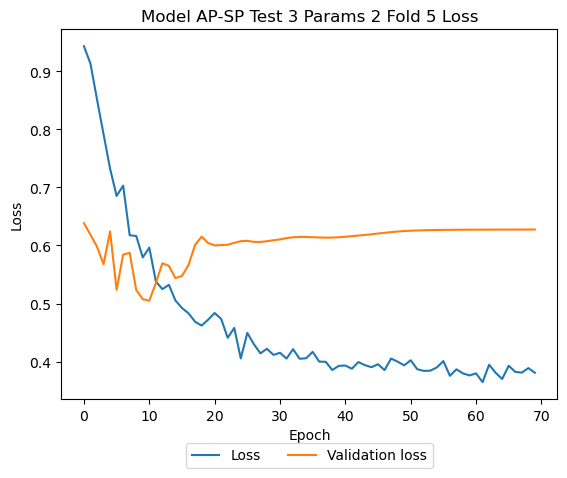 Model AP-SP Test 3 Params 2 Fold 5 Loss
Loss
0.9
0.8
0.7
0.6
0.5
0.4
0 10 20 30 40 50 60 70
Epoch
Loss Validation loss